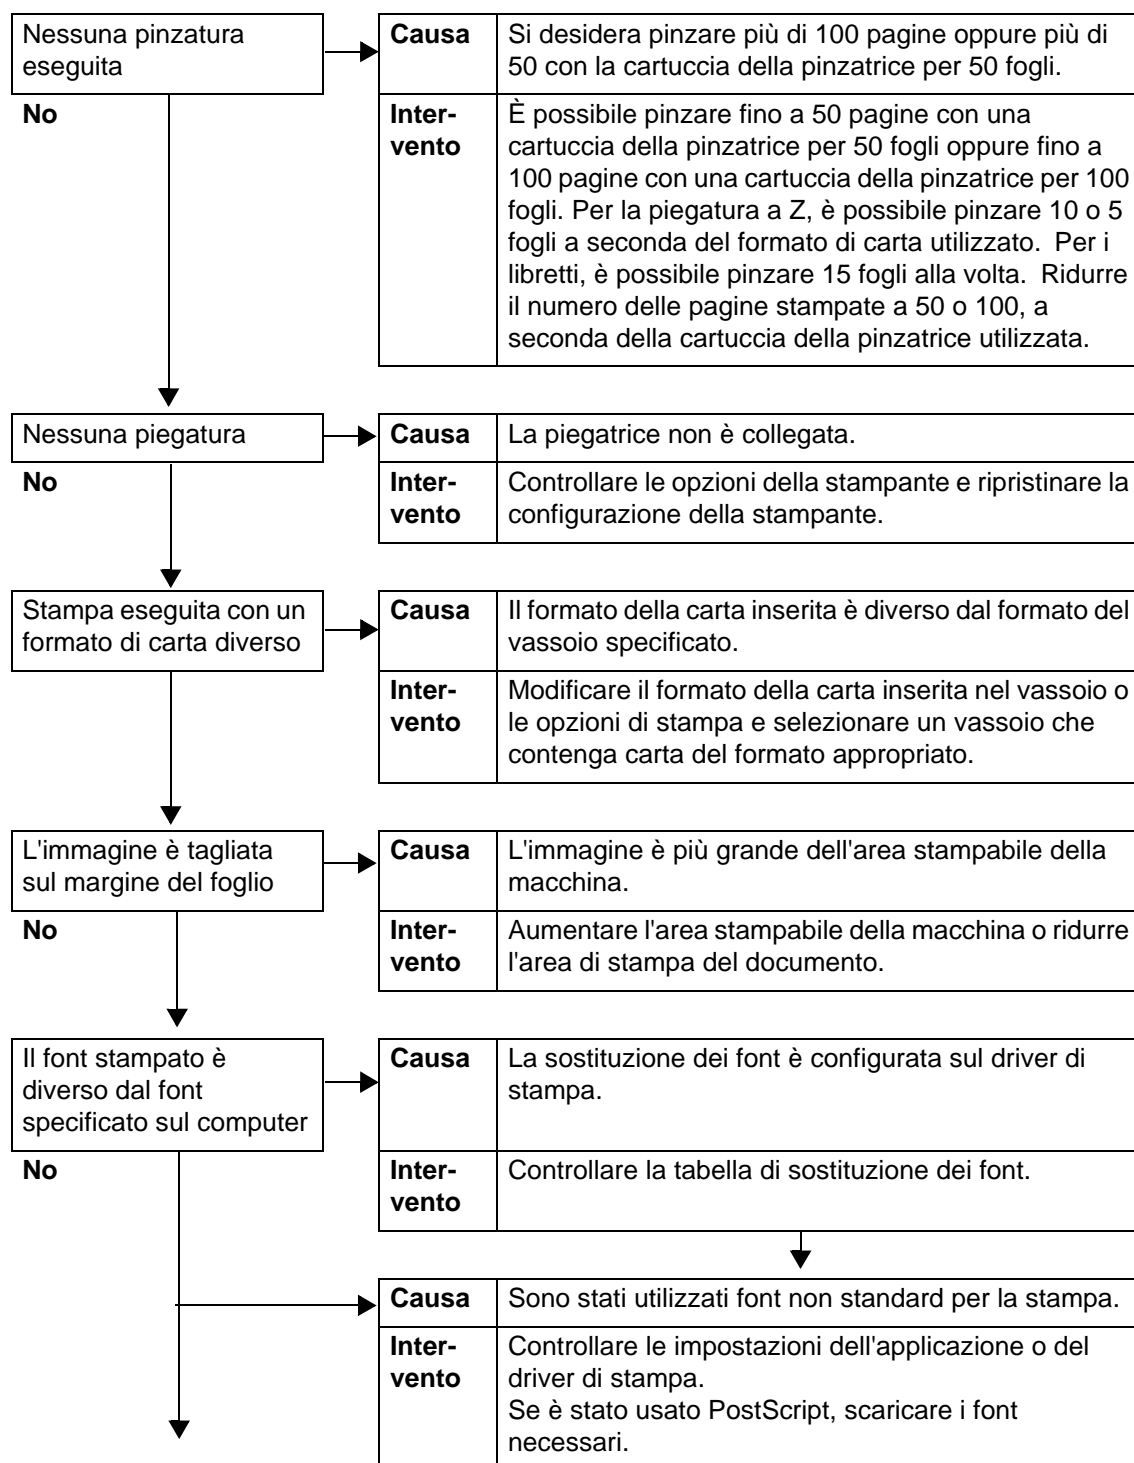 Nessuna pinzatura
eseguita
Causa
Si desidera pinzare più di 100 pagine oppure più di
50 con la cartuccia della pinzatrice per 50 fogli.
No
Inter-
vento
È possibile pinzare fino a 50 pagine con una
cartuccia della pinzatrice per 50 fogli oppure fino a
100 pagine con una cartuccia della pinzatrice per 100
fogli. Per la piegatura a Z, è possibile pinzare 10 o 5
fogli a seconda del formato di carta utilizzato. Per i
libretti, è possibile pinzare 15 fogli alla volta. Ridurre
il numero delle pagine stampate a 50 o 100, a
seconda della cartuccia della pinzatrice utilizzata.
Nessuna piegatura
Causa
La piegatrice non è collegata.
No
Inter-
vento
Controllare le opzioni della stampante e ripristinare la
configurazione della stampante.
Stampa eseguita con un
formato di carta diverso
Causa
Il formato della carta inserita è diverso dal formato del
vassoio specificato.
Inter-
vento
Modificare il formato della carta inserita nel vassoio o
le opzioni di stampa e selezionare un vassoio che
contenga carta del formato appropriato.
L'immagine è tagliata
sul margine del foglio
Causa
L'immagine è più grande dell'area stampabile della
macchina.
No
Inter-
vento
Aumentare l'area stampabile della macchina o ridurre
l'area di stampa del documento.
Il font stampato è
diverso dal font
specificato sul computer
Causa
La sostituzione dei font è configurata sul driver di
stampa.
No
Inter-
vento
Controllare la tabella di sostituzione dei font.
Causa
Sono stati utilizzati font non standard per la stampa.
Inter-
vento
Controllare le impostazioni dell'applicazione o del
driver di stampa.
Se è stato usato PostScript, scaricare i font
necessari.